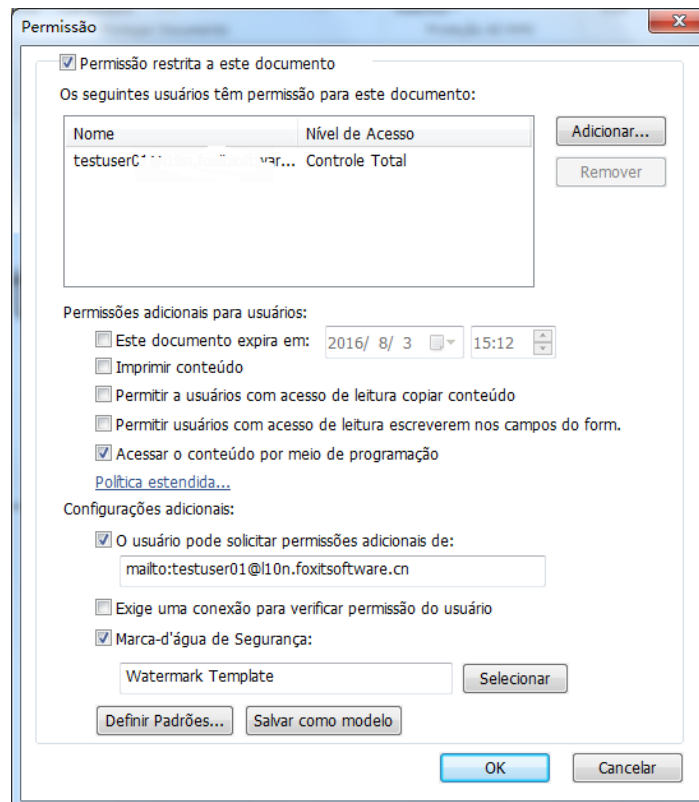 Permissão
Permissão restrita a este documento
Os seguintes usuários têm permissão para este documento:
Nome Nível de Acesso
Adicionar...
Controle Total
Remover
Permissões adicionais para usuários:
Este documento expira em: 2016/ 8/ 3 15:12
Imprimir conteúdo
Permitir a usuários com acesso de leitura copiar conteúdo
Permitir usuários com acesso de leitura escreverem nos campos do form.
Acessar o conteúdo por meio de programação
Política estendida...
Configurações adicionais:
O usuário pode solicitar permissões adicionais de:
mailto:testuser01@l10n.foxitsoftware.cn
Exige uma conexão para verificar permissão do usuário
Marca-d'água de Segurança:
Watermark Template Selecionar
Definir Padrões... Salvar como modelo
OK Cancelar